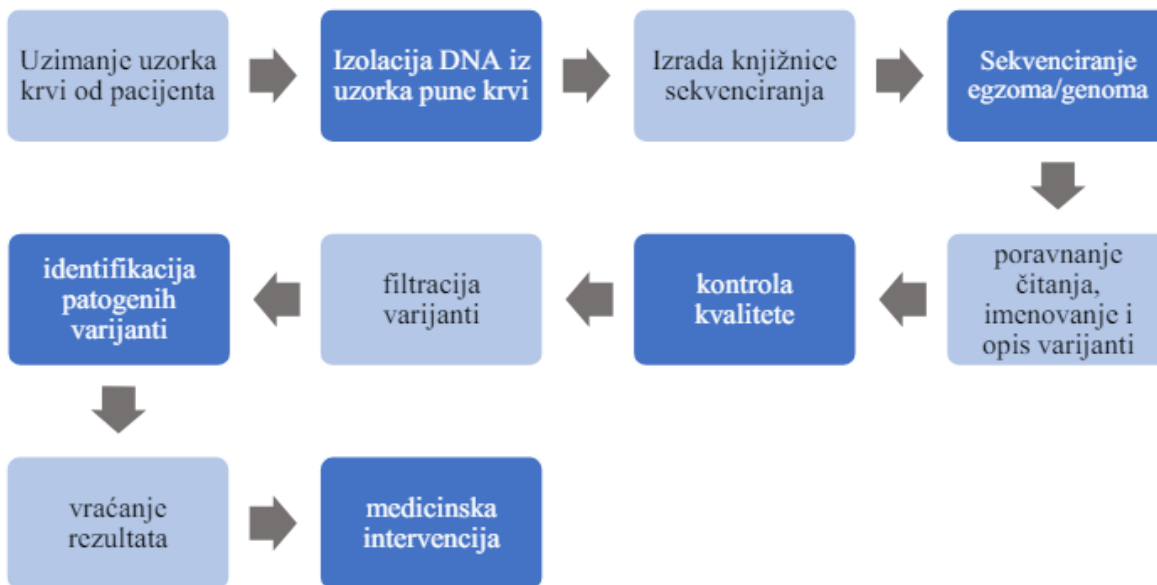 Uzimanje uzorka
krvi od pacijenta
Izolacija DNA iz
uzorka pune krvi
Izrada knjižnice
sekvenciranja
Sekvenciranje
egzoma/genoma
poravnanje
čitanja,
imenovanje i
opis varijanti
kontrola
kvalitete
filtracija
varijanti
identifikacija
patogenih
varijanti
vraćanje
rezultata
medicinska
intervencija